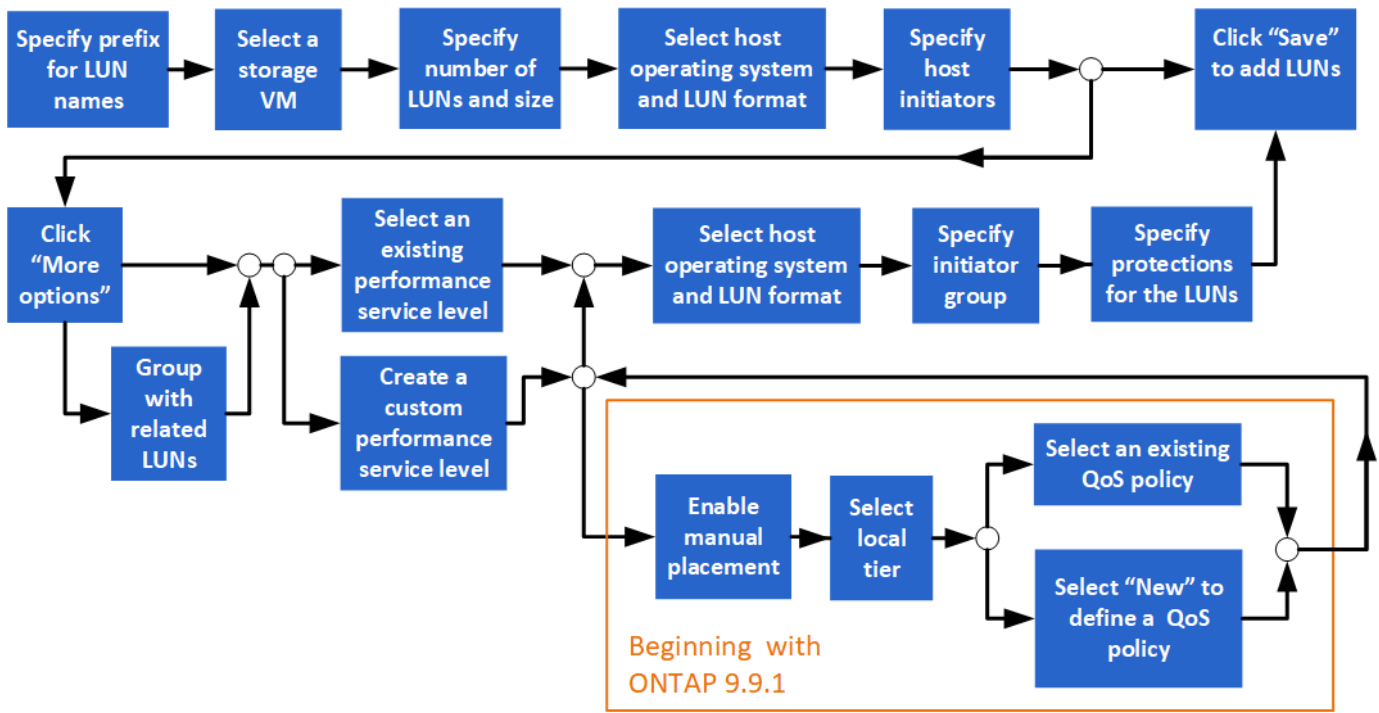 Specify prefix
for LUN
names
Select a
storage
VM
Specify
number of
LUNs and size
Select host
operating system
and LUN format
Specify
host
initiators
Click “Save”
to add LUNs
Click
“More
options”
Select an
existing
performance
service level
Select host
operating system
and LUN format
Specify
initiator
group
Specify
protections
for the LUNs
Group
with
related
LUNs
Create a
custom
performance
service level
Enable
manual
placement
Select
local
tier
Select an existing
QoS policy
Select “New” to
define a QoS
policy
Beginning with
ONTAP 9.9.1